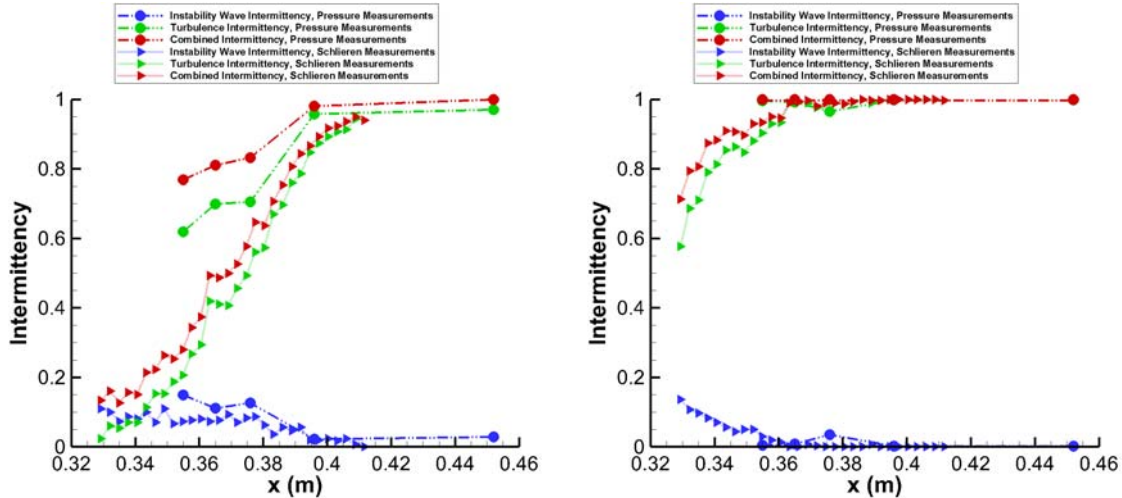 Instability Wave Intermittency, Pressure Measurements
Turbulence Intermittency, Pressure Measurements
Combined Intermittency, Pressure Measurements
Instability Wave Intermittency, Schlieren Measurements
Turbulence Intermittency, Schlieren Measurements
Combined Intermittency, Schlieren Measurements
1
0.8
0.6
0.4
0.2
0
Intermittency
0.32 0.34 0.36 0.38 0.4 0.42 0.44 0.46
x (m)
Instability Wave Intermittency, Pressure Measurements
Turbulence Intermittency, Pressure Measurements
Combined Intermittency, Pressure Measurements
Instability Wave Intermittency, Schlieren Measurements
Turbulence Intermittency, Schlieren Measurements
Combined Intermittency, Schlieren Measurements
1
0.8
0.6
0.4
0.2
0
Intermittency
0.32 0.34 0.36 0.38 0.4 0.42 0.44 0.46
x (m)